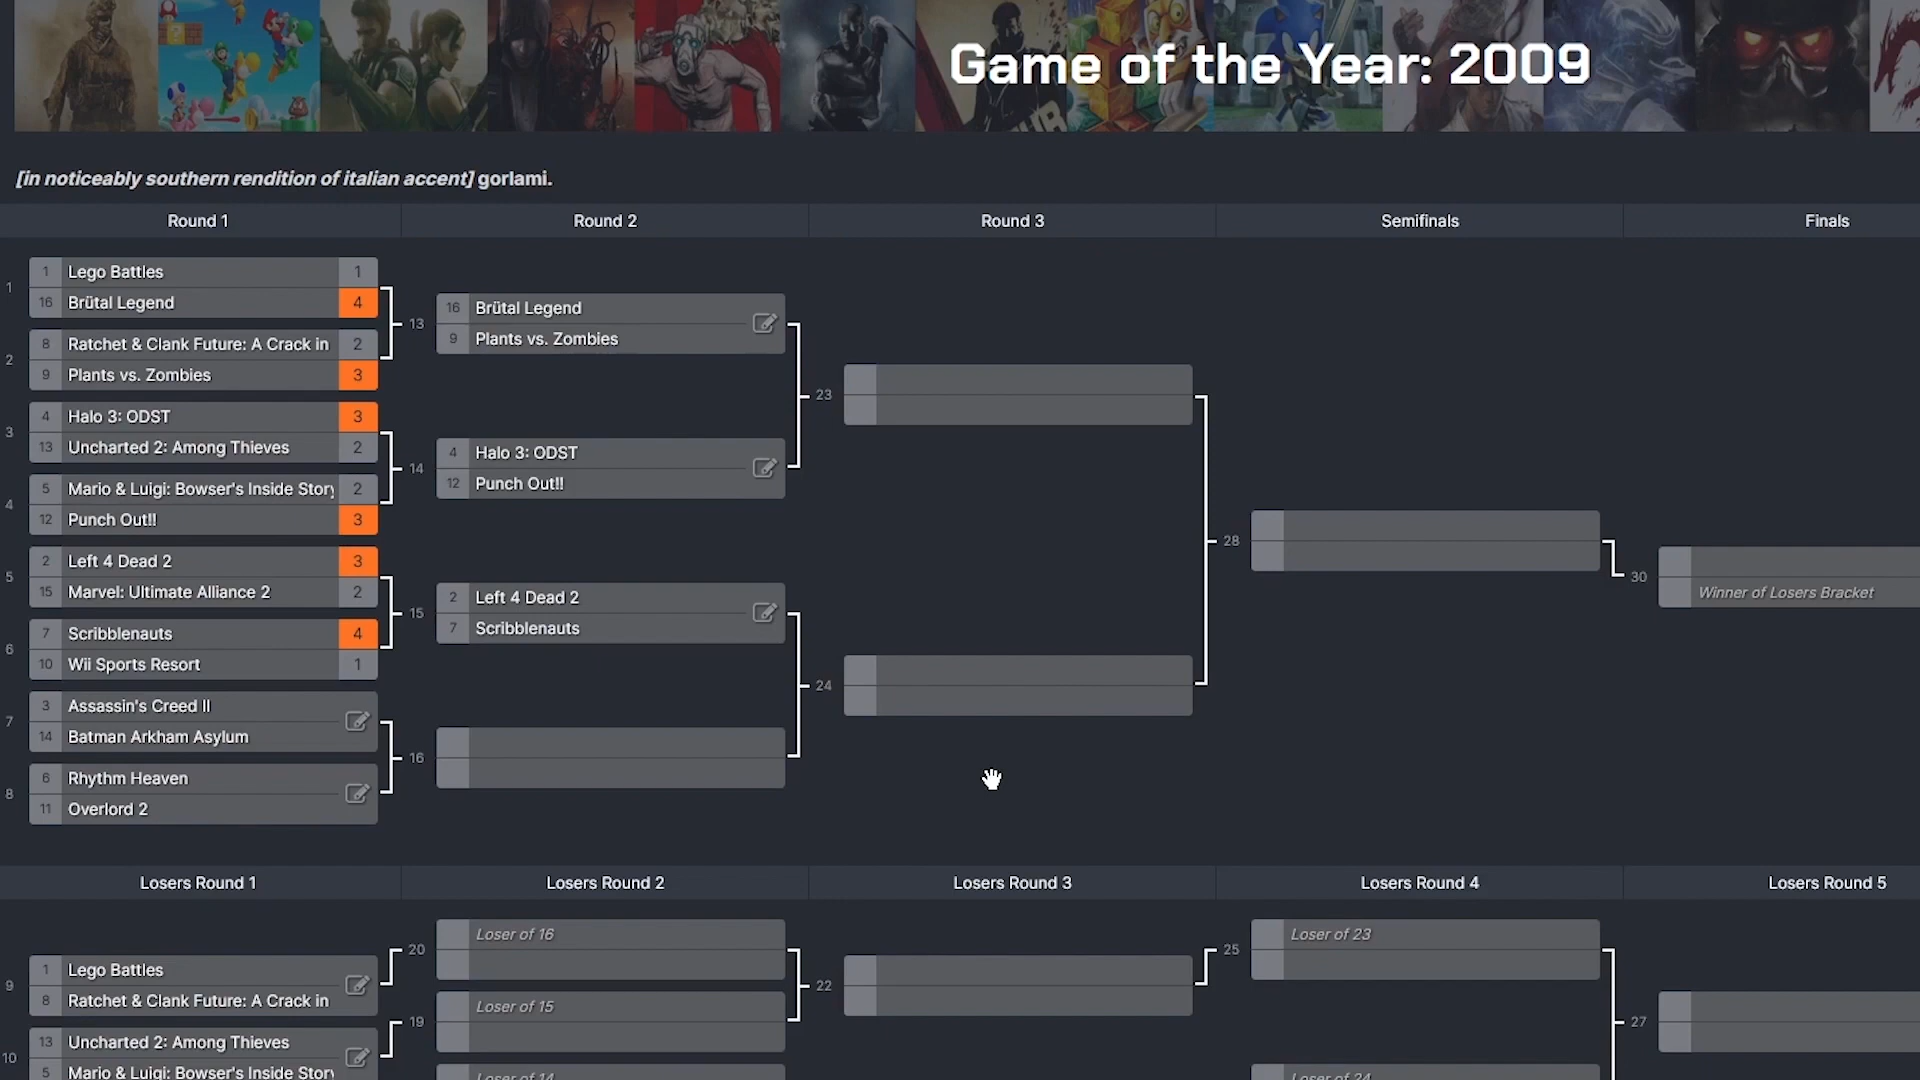 Game of the Year: 2009
[in noticeably southern rendition of italian accent] gorlami.
Round 1
Round 2
Round 3
Semifinals
Finals
1
1 Lego Battles 1
16 Brütal Legend 4
2
8 Ratchet & Clank Future: A Crack in 2
9 Plants vs. Zombies 3
3
4 Halo 3: ODST 3
13 Uncharted 2: Among Thieves 2
4
5 Mario & Luigi: Bowser's Inside Story 2
12 Punch Out!! 3
5
2 Left 4 Dead 2 3
15 Marvel: Ultimate Alliance 2 2
6
7 Scribblenauts 4
10 Wii Sports Resort 1
7
3 Assassin's Creed II
14 Batman Arkham Asylum
8
6 Rhythm Heaven
11 Overlord 2
13
16 Brütal Legend
9 Plants vs. Zombies
14
4 Halo 3: ODST
12 Punch Out!!
15
2 Left 4 Dead 2
7 Scribblenauts
16
23
24
28
30
Winner of Losers Bracket
Losers Round 1
Losers Round 2
Losers Round 3
Losers Round 4
Losers Round 5
9
1 Lego Battles
8 Ratchet & Clank Future: A Crack in
10
13 Uncharted 2: Among Thieves
5 Mario & Luigi: Bowser's Inside Story
20
Loser of 16
19
Loser of 15
Loser of 14
22
25
Loser of 23
Loser of 24
27